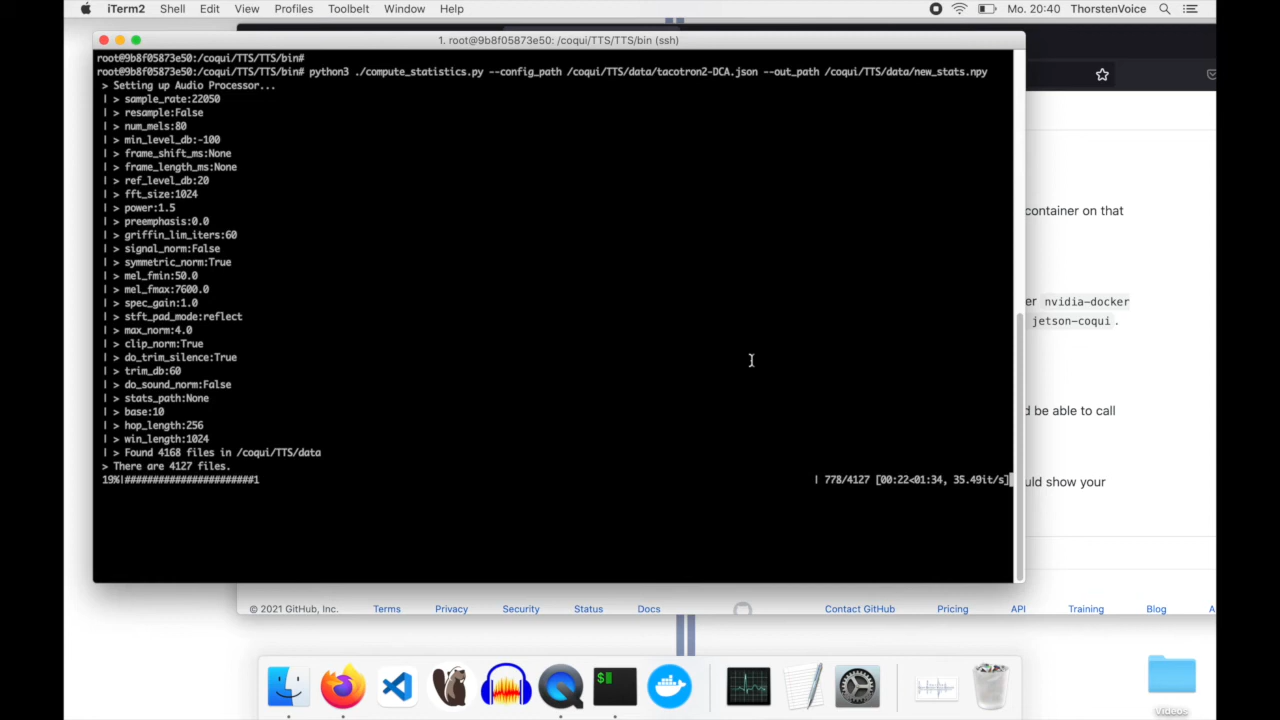 iTerm2 Shell Edit View Profiles Toolbelt Window Help Mo. 20:40 ThorstenVoice
1. root@9b8f05873e50: /coqui/TTS/TTS/bin (ssh)
root@9b8f05873e50:/coqui/TTS/TTS/bin#
root@9b8f05873e50:/coqui/TTS/TTS/bin# python3 ./compute_statistics.py --config_path /coqui/TTS/data/tacotron2-DCA.json --out_path /coqui/TTS/data/new_stats.npy
> Setting up Audio Processor...
| > sample_rate:22050
| > resample:False
| > num_mels:80
| > min_level_db:-100
| > frame_shift_ms:None
| > frame_length_ms:None
| > ref_level_db:20
| > fft_size:1024
| > power:1.5
| > preemphasis:0.0
| > griffin_lim_iters:60
| > signal_norm:False
| > symmetric_norm:True
| > mel_fmin:50.0
| > mel_fmax:7600.0
| > spec_gain:1.0
| > stft_pad_mode:reflect
| > max_norm:4.0
| > clip_norm:True
| > do_trim_silence:True
| > trim_db:60
| > do_sound_norm:False
| > stats_path:None
| > base:10
| > hop_length:256
| > win_length:1024
| > Found 4168 files in /coqui/TTS/data
> There are 4127 files.
19%|#######################1 | 778/4127 [00:22<01:34, 35.49it/s]
container on that
er nvidia-docker
jetson-coqui.
d be able to call
uld show your
© 2021 GitHub, Inc. Terms Privacy Security Status Docs Contact GitHub Pricing API Training Blog A
$
Videos